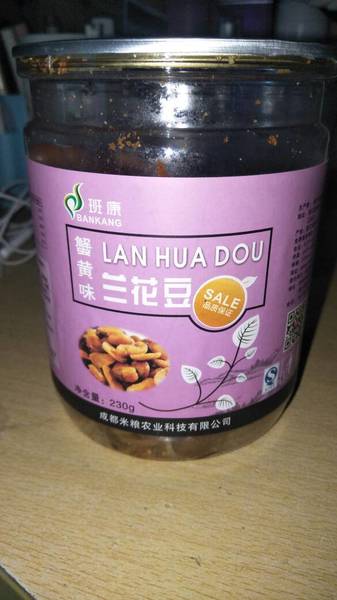 班康
BANKANG
蟹黄味
LAN HUA DOU
兰花豆
SALE
品质保证
净含量：230g
成都米粮农业科技有限公司